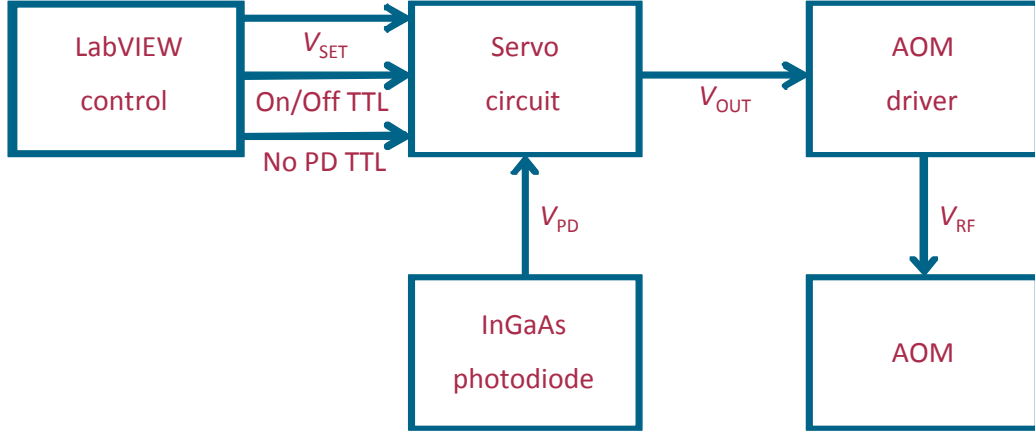 LabVIEW
control
V_SET
On/Off TTL
No PD TTL
Servo
circuit
V_OUT
AOM
driver
V_PD
V_RF
InGaAs
photodiode
AOM